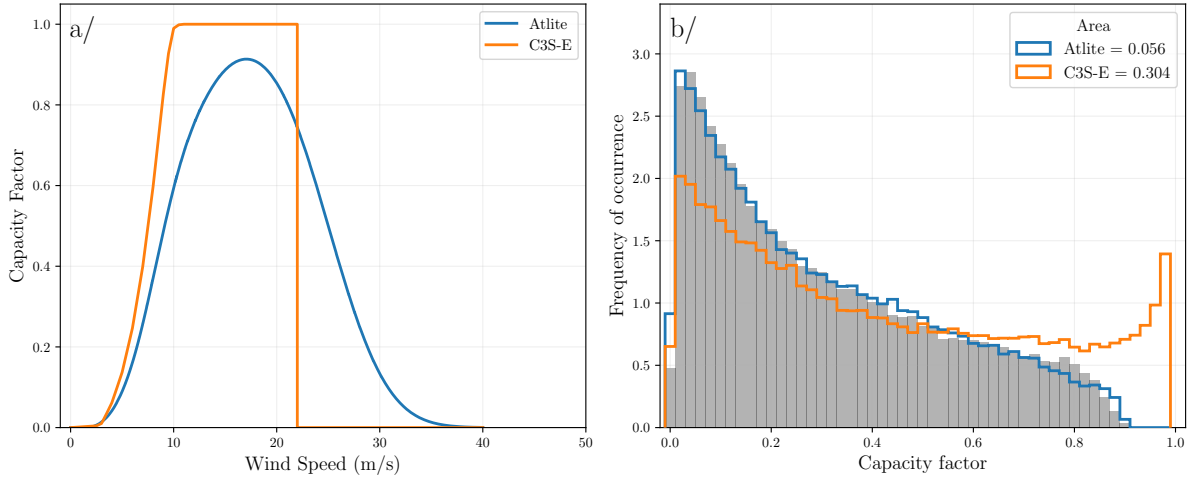 a/
Atlite
C3S-E
Capacity Factor
1.0
0.8
0.6
0.4
0.2
0.0
0
10
20
30
40
50
Wind Speed (m/s)
b/
Area
Atlite = 0.056
C3S-E = 0.304
Frequency of occurrence
3.0
2.5
2.0
1.5
1.0
0.5
0.0
0.0
0.2
0.4
0.6
0.8
1.0
Capacity factor